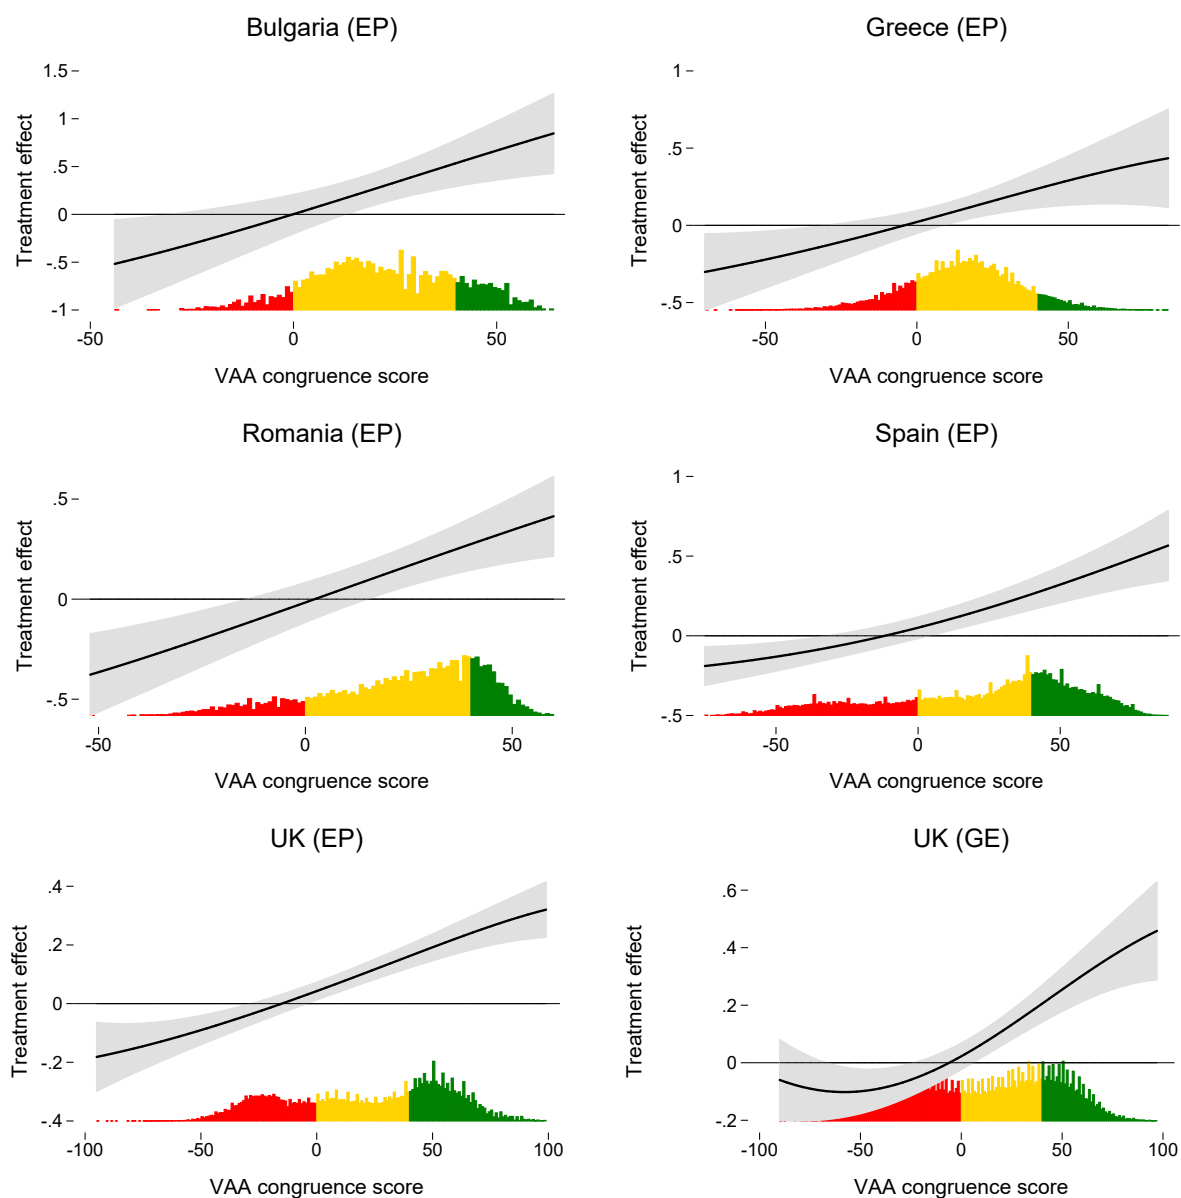 Bulgaria (EP)
Treatment effect
1.5
1
.5
0
-.5
-1
-50
0
50
VAA congruence score
Greece (EP)
Treatment effect
1
.5
0
-.5
-50
0
50
VAA congruence score
Romania (EP)
Treatment effect
.5
0
-.5
-50
0
50
VAA congruence score
Spain (EP)
Treatment effect
1
.5
0
-.5
-50
0
50
VAA congruence score
UK (EP)
Treatment effect
.4
.2
0
-.2
-.4
-100
-50
0
50
100
VAA congruence score
UK (GE)
Treatment effect
.6
.4
.2
0
-.2
-100
-50
0
50
100
VAA congruence score